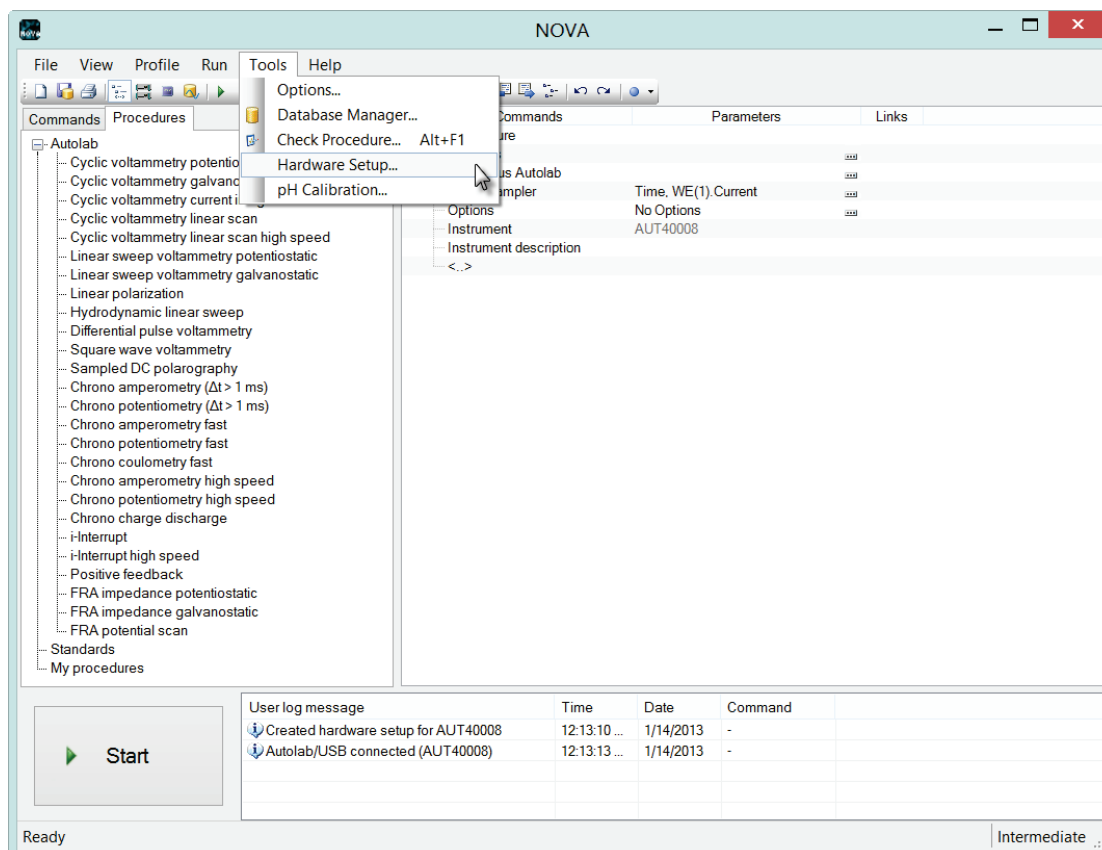 NOVA
File View Profile Run Tools Help
Options...
Database Manager...
Check Procedure... Alt+F1
Hardware Setup...
pH Calibration...
Commands Procedures
Autolab
Cyclic voltammetry potentio
Cyclic voltammetry galvano
Cyclic voltammetry current i
Cyclic voltammetry linear scan
Cyclic voltammetry linear scan high speed
Linear sweep voltammetry potentiostatic
Linear sweep voltammetry galvanostatic
Linear polarization
Hydrodynamic linear sweep
Differential pulse voltammetry
Square wave voltammetry
Sampled DC polarography
Chrono amperometry (Δt > 1 ms)
Chrono potentiometry (Δt > 1 ms)
Chrono amperometry fast
Chrono potentiometry fast
Chrono coulometry fast
Chrono amperometry high speed
Chrono potentiometry high speed
Chrono charge discharge
i-Interrupt
i-Interrupt high speed
Positive feedback
FRA impedance potentiostatic
FRA impedance galvanostatic
FRA potential scan
Standards
My procedures
Commands Parameters Links
ure
us Autolab
ampler Time, WE(1).Current
Options No Options
Instrument AUT40008
Instrument description
<..>
Start
User log message Time Date Command
Created hardware setup for AUT40008 12:13:10 ... 1/14/2013 -
Autolab/USB connected (AUT40008) 12:13:13 ... 1/14/2013 -
Ready Intermediate